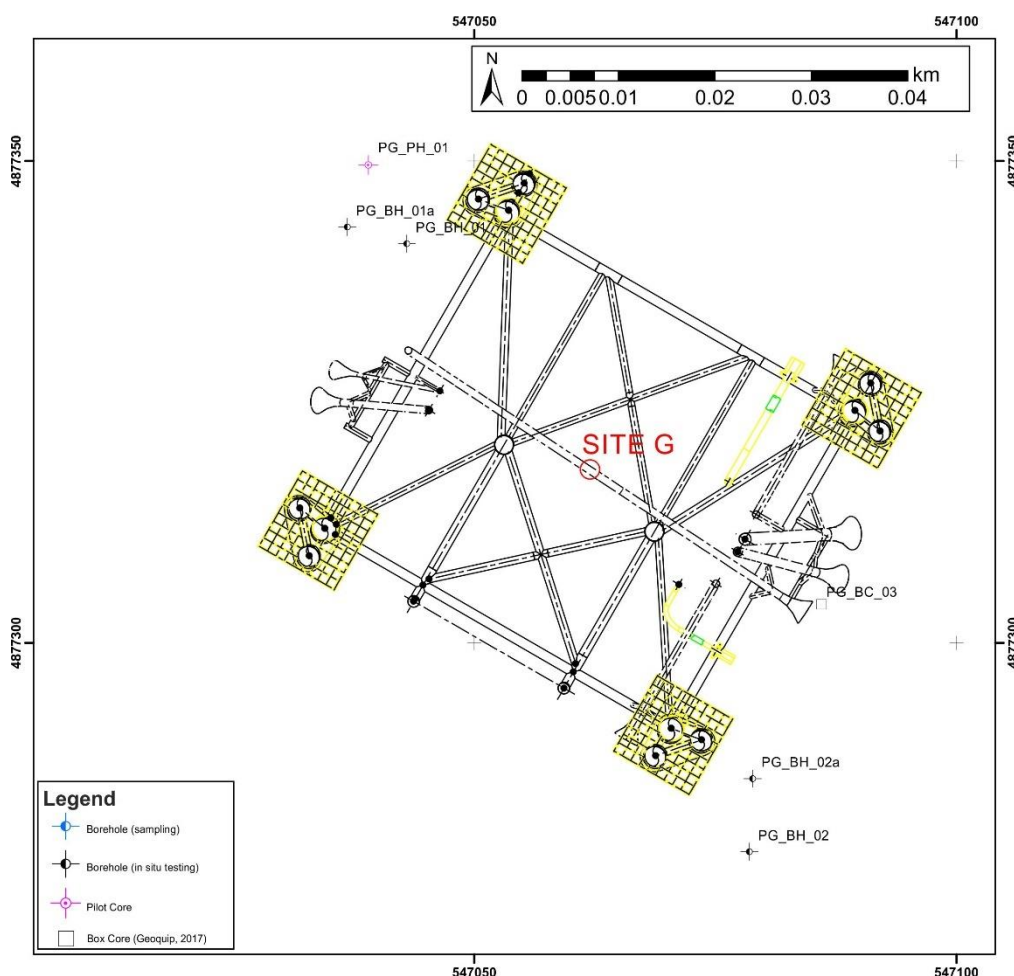 547050
547100
N
km
0
0.005
0.01
0.02
0.03
0.04
4877350
4877350
PG_PH_01
PG_BH_01a
PG_BH_01
SITE G
PG_BC_03
4877300
4877300
PG_BH_02a
PG_BH_02
Legend
Borehole (sampling)
Borehole (in situ testing)
Pilot Core
Box Core (Geoquip, 2017)
547050
547100